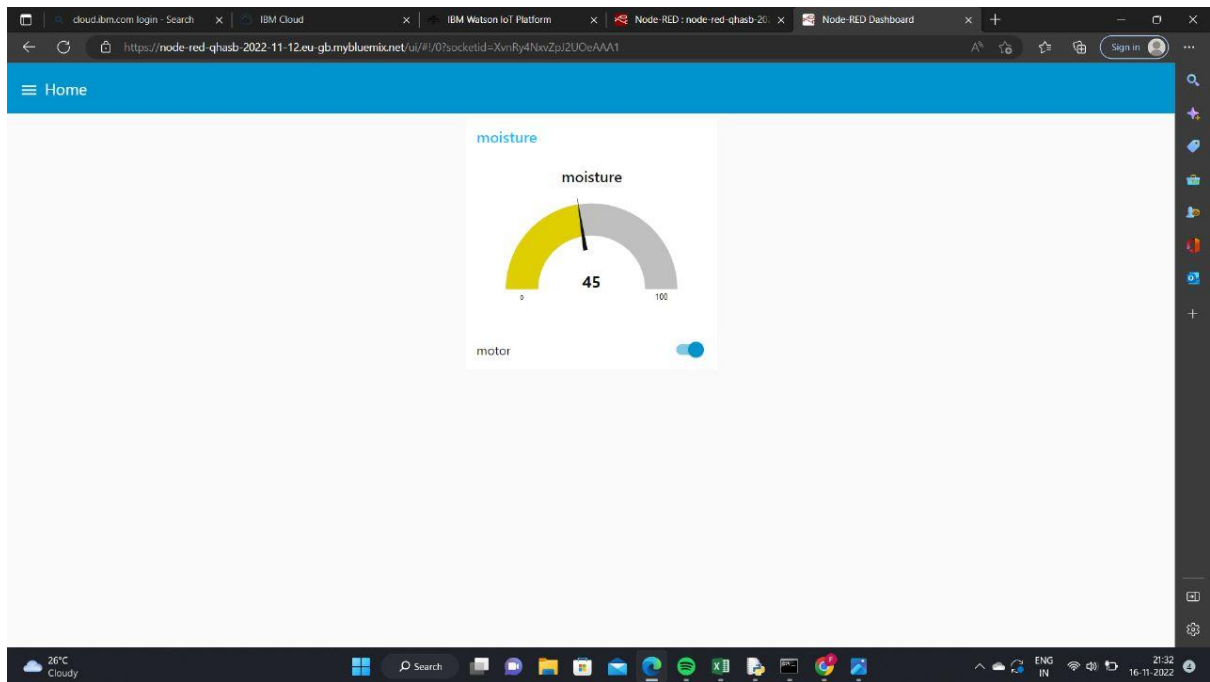 cloud.ibm.com login - Search
IBM Cloud
IBM Watson IoT Platform
Node-RED : node-red-qhasb-20
Node-RED Dashboard
https://node-red-qhasb-2022-11-12.eu-gb.mybluemix.net/ui/#!/0?socketid=XvnRy4NxvZpJ2UOeAAA1
Sign in
Home
moisture
moisture
45
0
100
motor
26°C
Cloudy
Search
ENG
IN
21:32
16-11-2022
4